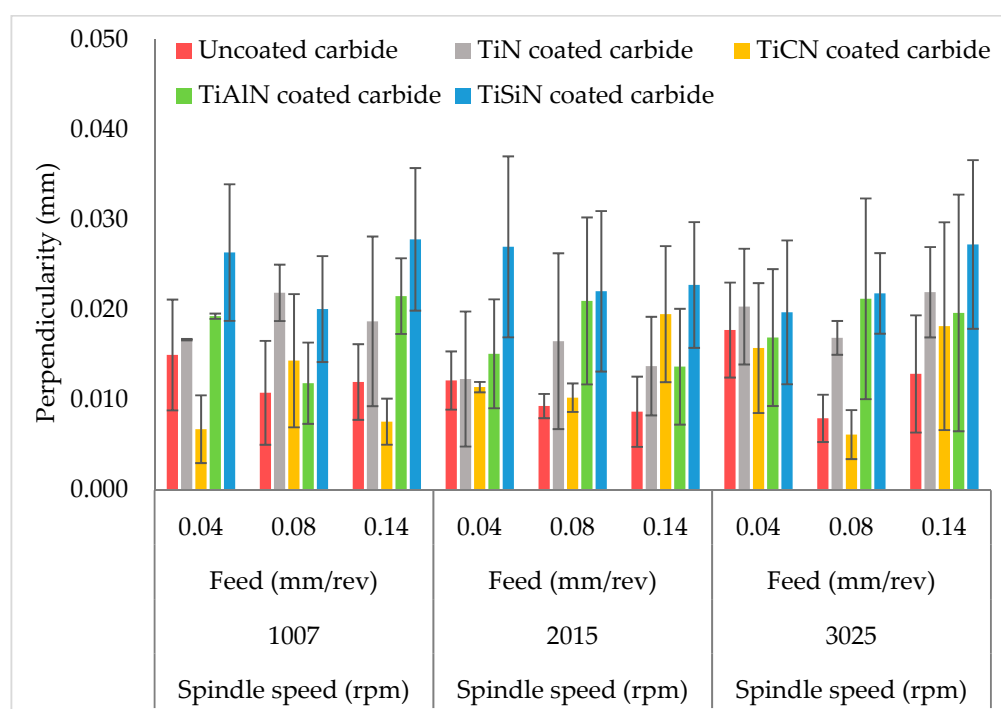 0.050
Uncoated carbide TiN coated carbide TiCN coated carbide
TiAlN coated carbide TiSiN coated carbide
0.040
0.030
0.020
0.010
0.000
Perpendicularity (mm)
0.04 0.08 0.14 0.04 0.08 0.14 0.04 0.08 0.14
Feed (mm/rev) Feed (mm/rev) Feed (mm/rev)
1007 2015 3025
Spindle speed (rpm) Spindle speed (rpm) Spindle speed (rpm)